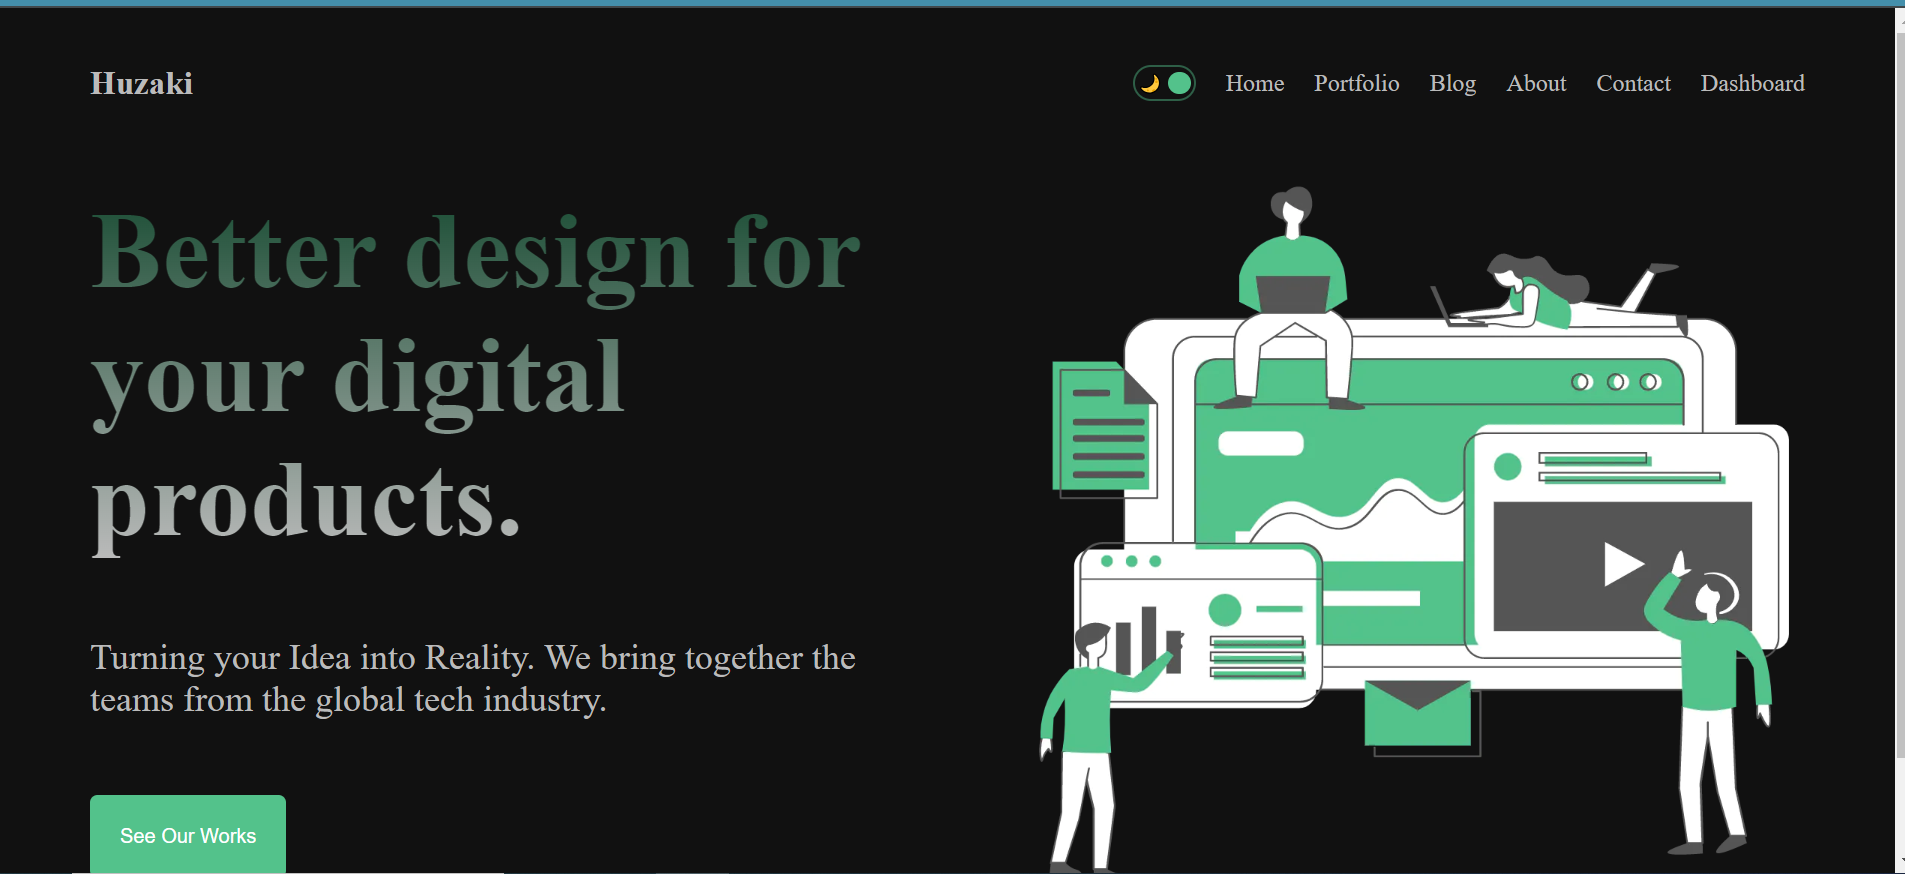 Huzaki
Home Portfolio Blog About Contact Dashboard
Better design for
your digital
products.
Turning your Idea into Reality. We bring together the
teams from the global tech industry.
See Our Works